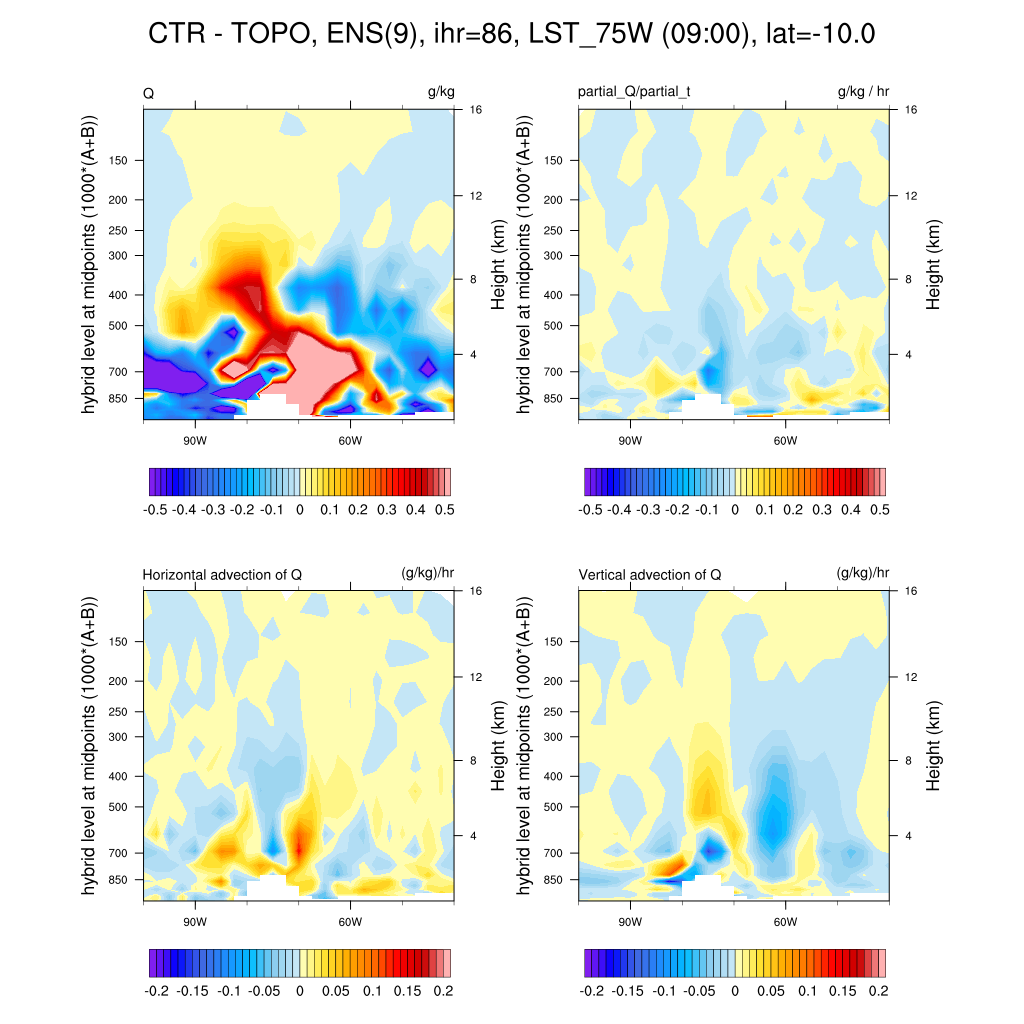 CTR - TOPO, ENS(9), ihr=86, LST_75W (09:00), lat=-10.0
Q g/kg
hybrid level at midpoints (1000*(A+B))
150
200
250
300
400
500
700
850
16
12
8
4
Height (km)
90W 60W
-0.5 -0.4 -0.3 -0.2 -0.1 0 0.1 0.2 0.3 0.4 0.5
partial_Q/partial_t g/kg / hr
hybrid level at midpoints (1000*(A+B))
150
200
250
300
400
500
700
850
16
12
8
4
Height (km)
90W 60W
-0.5 -0.4 -0.3 -0.2 -0.1 0 0.1 0.2 0.3 0.4 0.5
Horizontal advection of Q (g/kg)/hr
hybrid level at midpoints (1000*(A+B))
150
200
250
300
400
500
700
850
16
12
8
4
Height (km)
90W 60W
-0.2 -0.15 -0.1 -0.05 0 0.05 0.1 0.15 0.2
Vertical advection of Q (g/kg)/hr
hybrid level at midpoints (1000*(A+B))
150
200
250
300
400
500
700
850
16
12
8
4
Height (km)
90W 60W
-0.2 -0.15 -0.1 -0.05 0 0.05 0.1 0.15 0.2